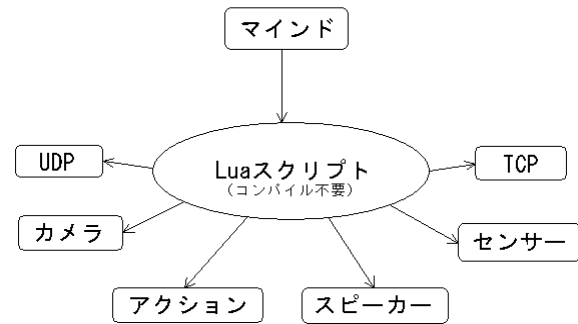 マインド
UDP
Luaスクリプト
TCP
（コンパイル不要）
カメラ
センサー
アクション
スピーカー